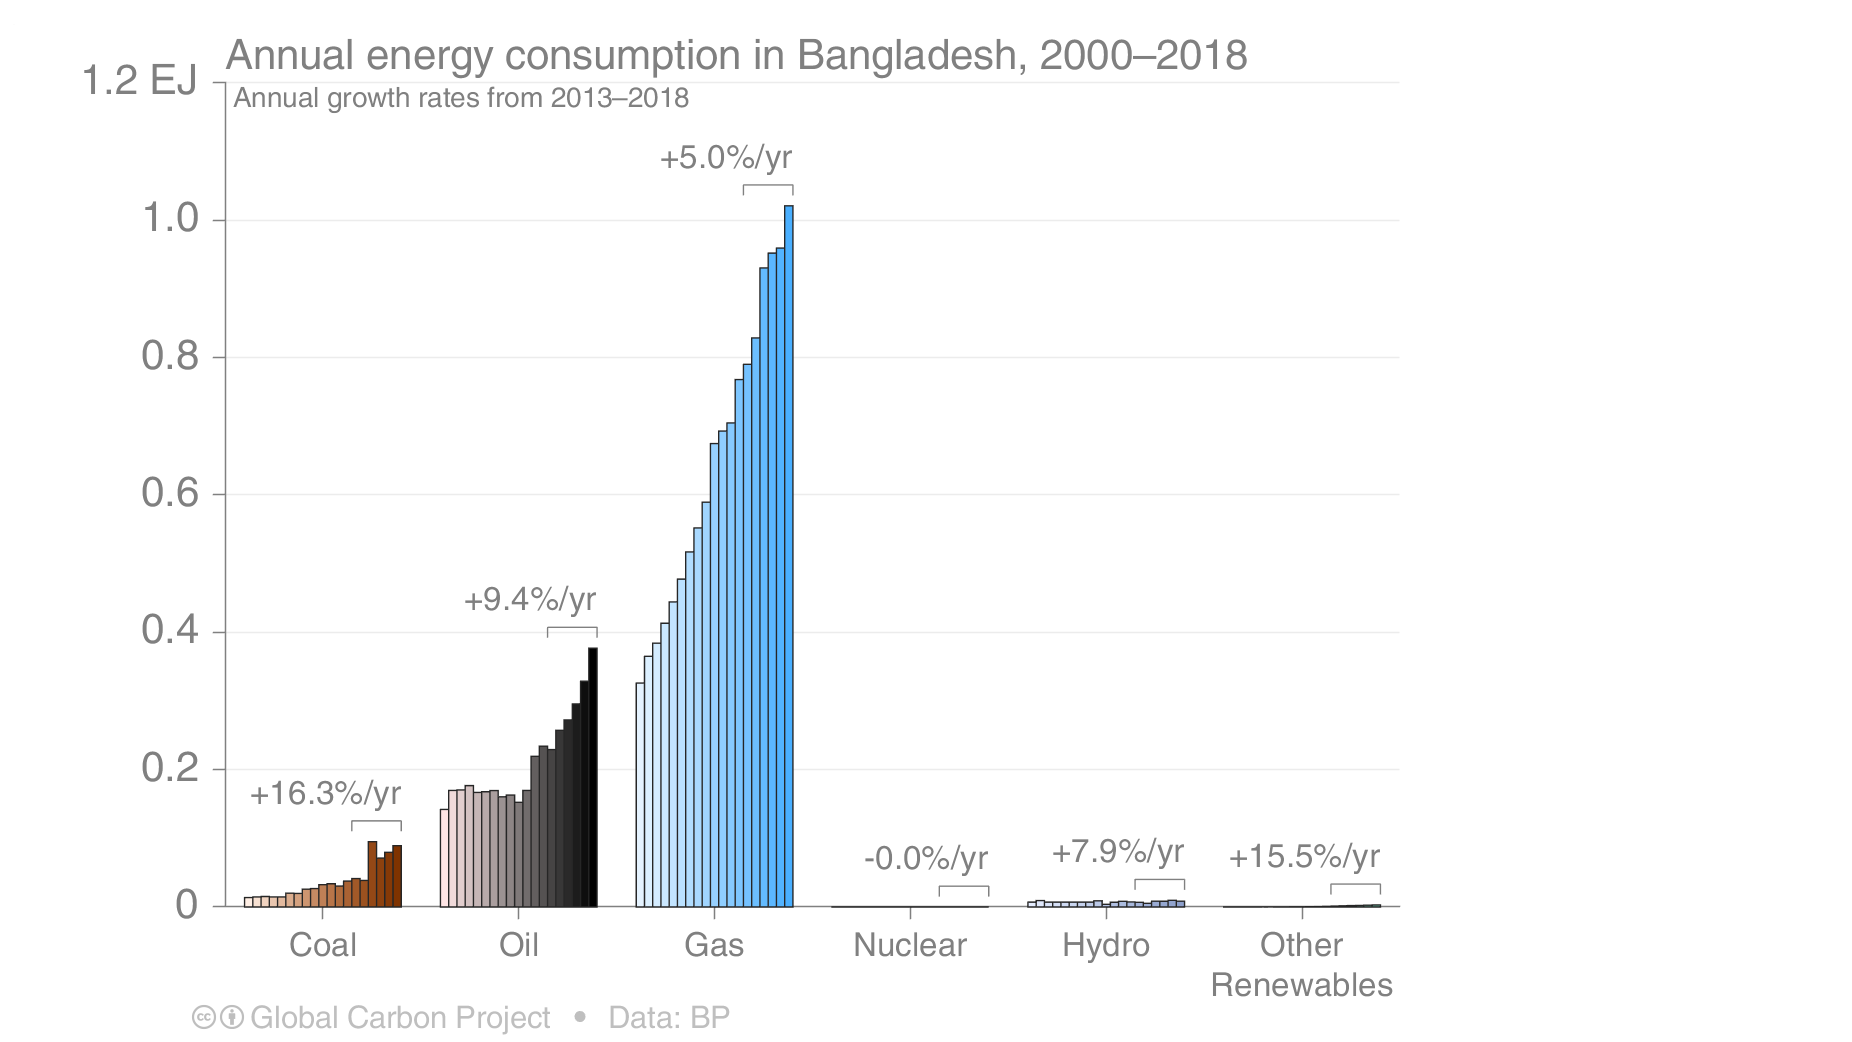 Annual energy consumption in Bangladesh, 2000–2018
1.2 EJ
Annual growth rates from 2013–2018
+5.0%/yr
1.0
0.8
0.6
+9.4%/yr
0.4
0.2
+16.3%/yr
-0.0%/yr
+7.9%/yr
+15.5%/yr
0
Coal
Oil
Gas
Nuclear
Hydro
Other
Renewables
cc Global Carbon Project • Data: BP